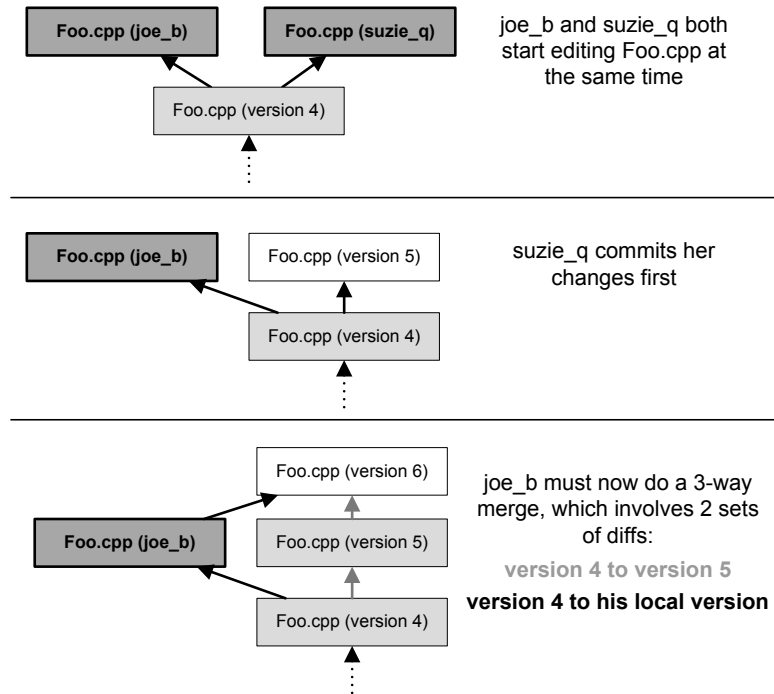 Foo.cpp (joe_b)
Foo.cpp (suzie_q)
Foo.cpp (version 4)
joe_b and suzie_q both
start editing Foo.cpp at
the same time
Foo.cpp (joe_b)
Foo.cpp (version 5)
Foo.cpp (version 4)
suzie_q commits her
changes first
Foo.cpp (version 6)
Foo.cpp (joe_b)
Foo.cpp (version 5)
Foo.cpp (version 4)
joe_b must now do a 3-way
merge, which involves 2 sets
of diffs:
version 4 to version 5
version 4 to his local version